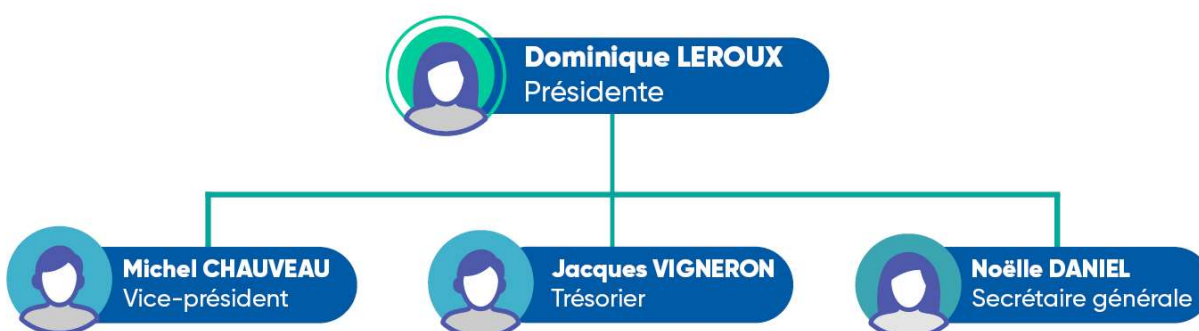 Dominique LEROUX
Présidente
Michel CHAUVEAU
Vice-président
Jacques VIGNERON
Trésorier
Noëlle DANIEL
Secrétaire générale